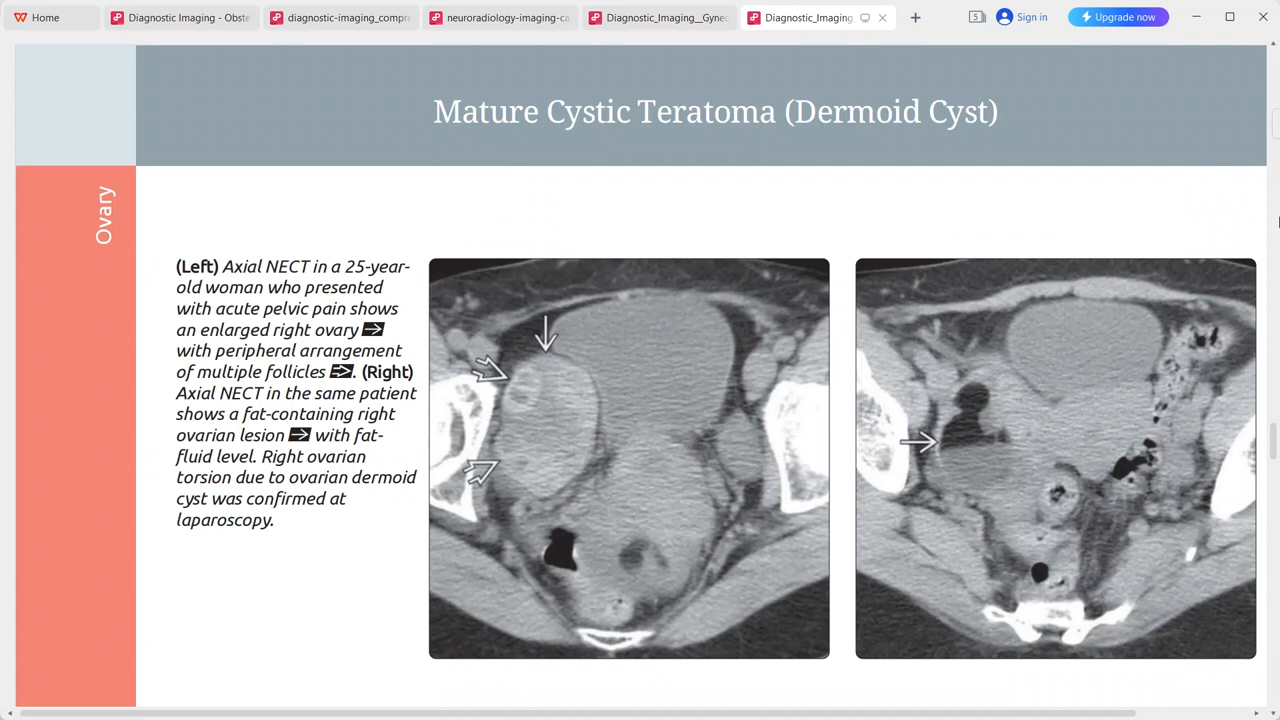 Home
Diagnostic Imaging - Obste
diagnostic-imaging_compre
neuroradiology-imaging-ca
Diagnostic_Imaging__Gynec
Diagnostic_Imaging.
5
Sign in
Upgrade now
Mature Cystic Teratoma (Dermoid Cyst)
Ovary
(Left) Axial NECT in a 25-year-
old woman who presented
with acute pelvic pain shows
an enlarged right ovary
with peripheral arrangement
of multiple follicles . (Right)
Axial NECT in the same patient
shows a fat-containing right
ovarian lesion with fat-
fluid level. Right ovarian
torsion due to ovarian dermoid
cyst was confirmed at
laparoscopy.